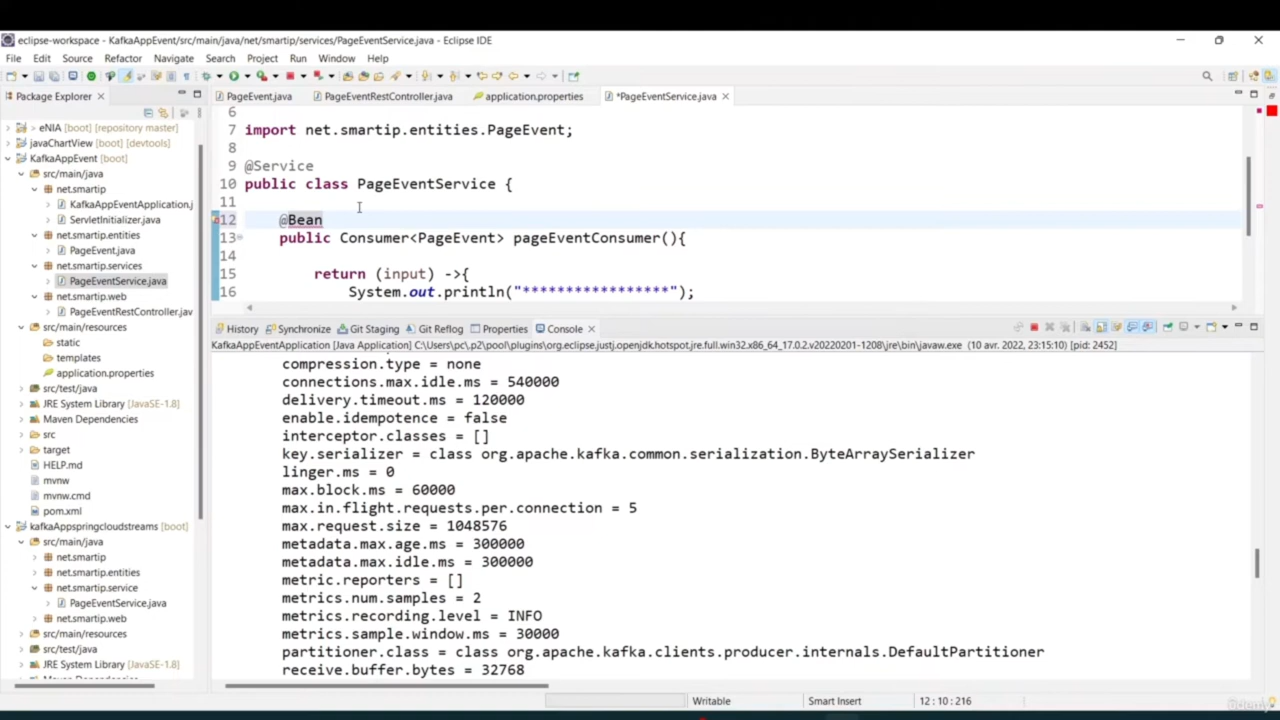 eclipse-workspace - KafkaAppEvent/src/main/java/net/smartip/services/PageEventService.java - Eclipse IDE
File Edit Source Refactor Navigate Search Project Run Window Help
Package Explorer
PageEvent.java PageEventRestController.java application.properties *PageEventService.java
> eNIA [boot] [repository master]
javaChartView [boot] [devtools]
KafkaAppEvent [boot]
src/main/java
net.smartip
KafkaAppEventApplication.j
ServletInitializer.java
net.smartip.entities
PageEvent.java
net.smartip.services
PageEventService.java
net.smartip.web
PageEventRestController.jav
src/main/resources
static
templates
application.properties
src/test/java
JRE System Library [JavaSE-1.8]
Maven Dependencies
src
target
HELP.md
mvnw
mvnw.cmd
pom.xml
kafkaAppspringcloudstreams [boot]
src/main/java
net.smartip
net.smartip.entities
net.smartip.service
PageEventService.java
net.smartip.web
src/main/resources
src/test/java
JRE System Library [JavaSE-1.8]
6
7 import net.smartip.entities.PageEvent;
8
9 @Service
10 public class PageEventService {
11
12 @Bean
13 public Consumer<PageEvent> pageEventConsumer(){
14
15 return (input) ->{
16 System.out.println("*****************");
History Synchronize Git Staging Git Reflog Properties Console
KafkaAppEventApplication [Java Application] C:\Users\pc\.p2\pool\plugins\org.eclipse.justj.openjdk.hotspot.jre.full.win32.x86_64_17.0.2.v20220201-1208\jre\bin\javaw.exe (10 avr. 2022, 23:15:10) [pid: 2452]
compression.type = none
connections.max.idle.ms = 540000
delivery.timeout.ms = 120000
enable.idempotence = false
interceptor.classes = []
key.serializer = class org.apache.kafka.common.serialization.ByteArraySerializer
linger.ms = 0
max.block.ms = 60000
max.in.flight.requests.per.connection = 5
max.request.size = 1048576
metadata.max.age.ms = 300000
metadata.max.idle.ms = 300000
metric.reporters = []
metrics.num.samples = 2
metrics.recording.level = INFO
metrics.sample.window.ms = 30000
partitioner.class = class org.apache.kafka.clients.producer.internals.DefaultPartitioner
receive.buffer.bytes = 32768
Writable Smart Insert 12 : 10 : 216
ûdemy